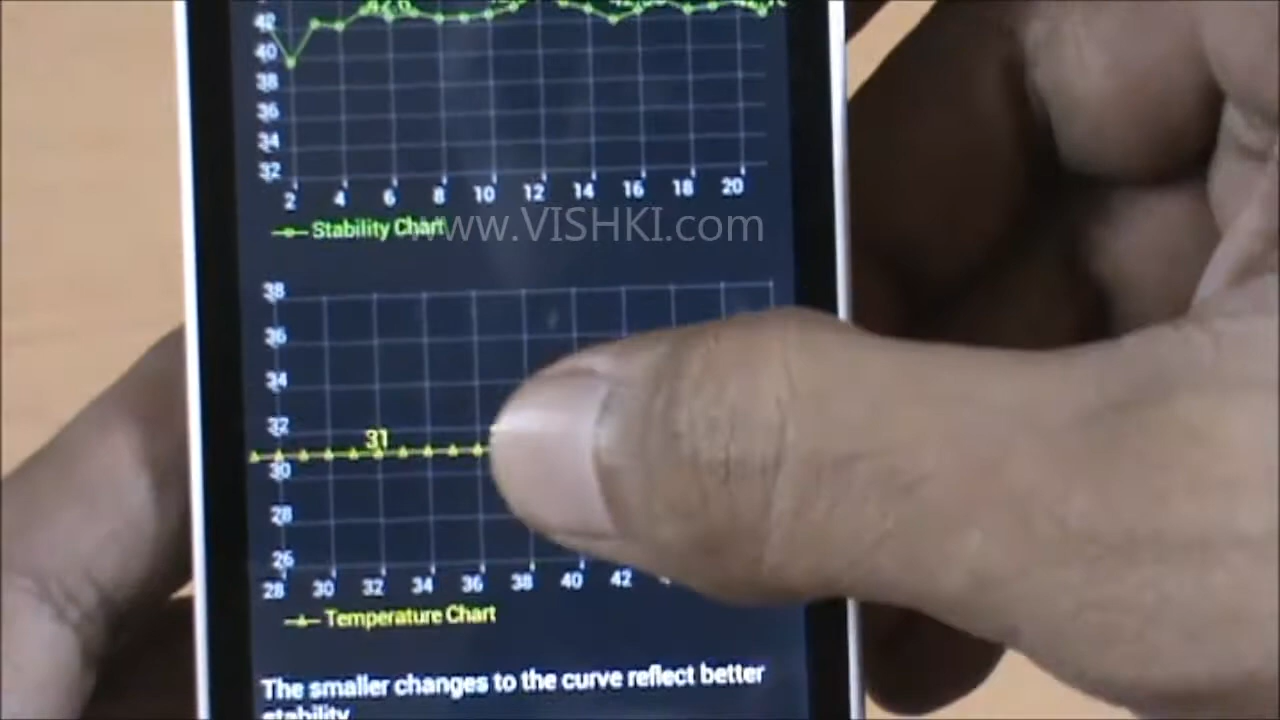 42
40
38
36
34
32
2 4 6 8 10 12 14 16 18 20
Stability Chart
www.VISHKI.com
38
36
34
32
31
30
28
26
28 30 32 34 36 38 40 42
Temperature Chart
The smaller changes to the curve reflect better
stability